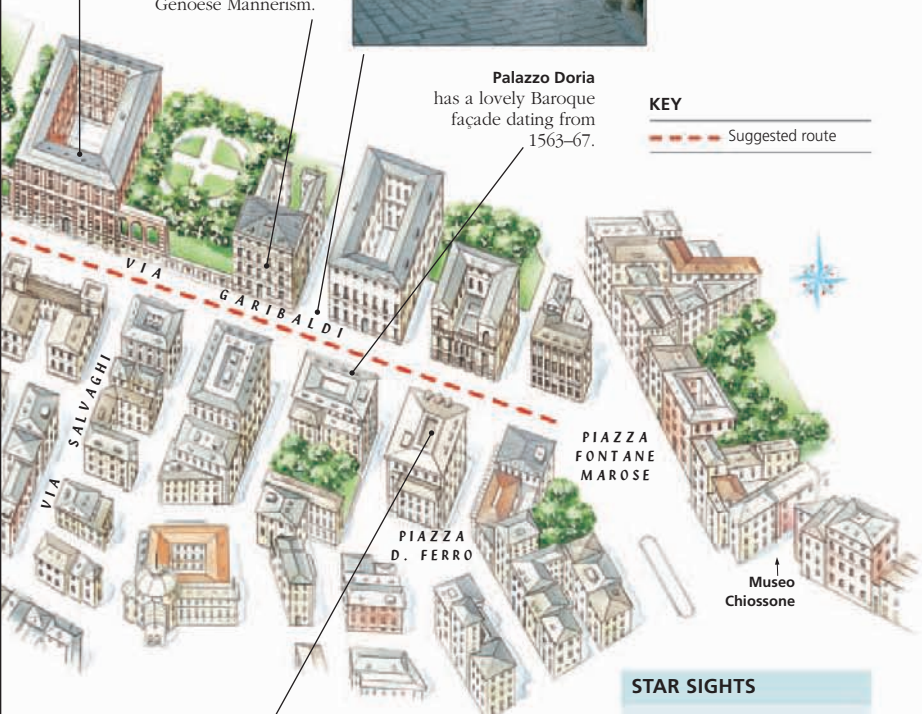 Genoese Mannerism.
Palazzo Doria
has a lovely Baroque
façade dating from
1563–67.
KEY
Suggested route
VIA
GARIBALDI
VIA SALVAGHI
PIAZZA
FONTANE
MAROSE
PIAZZA
D. FERRO
Museo
Chiossone
STAR SIGHTS